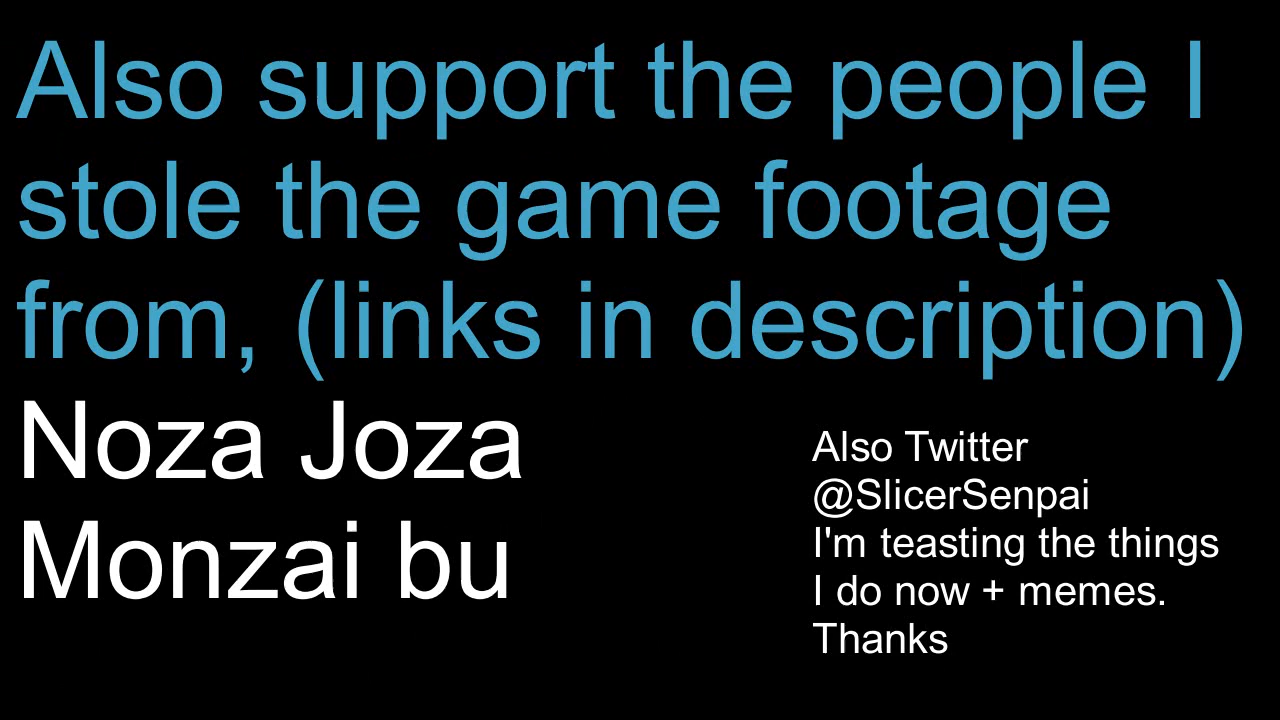 Also support the people I
stole the game footage
from, (links in description)
Noza Joza
Monzai bu
Also Twitter
@SlicerSenpai
I'm teasting the things
I do now + memes.
Thanks